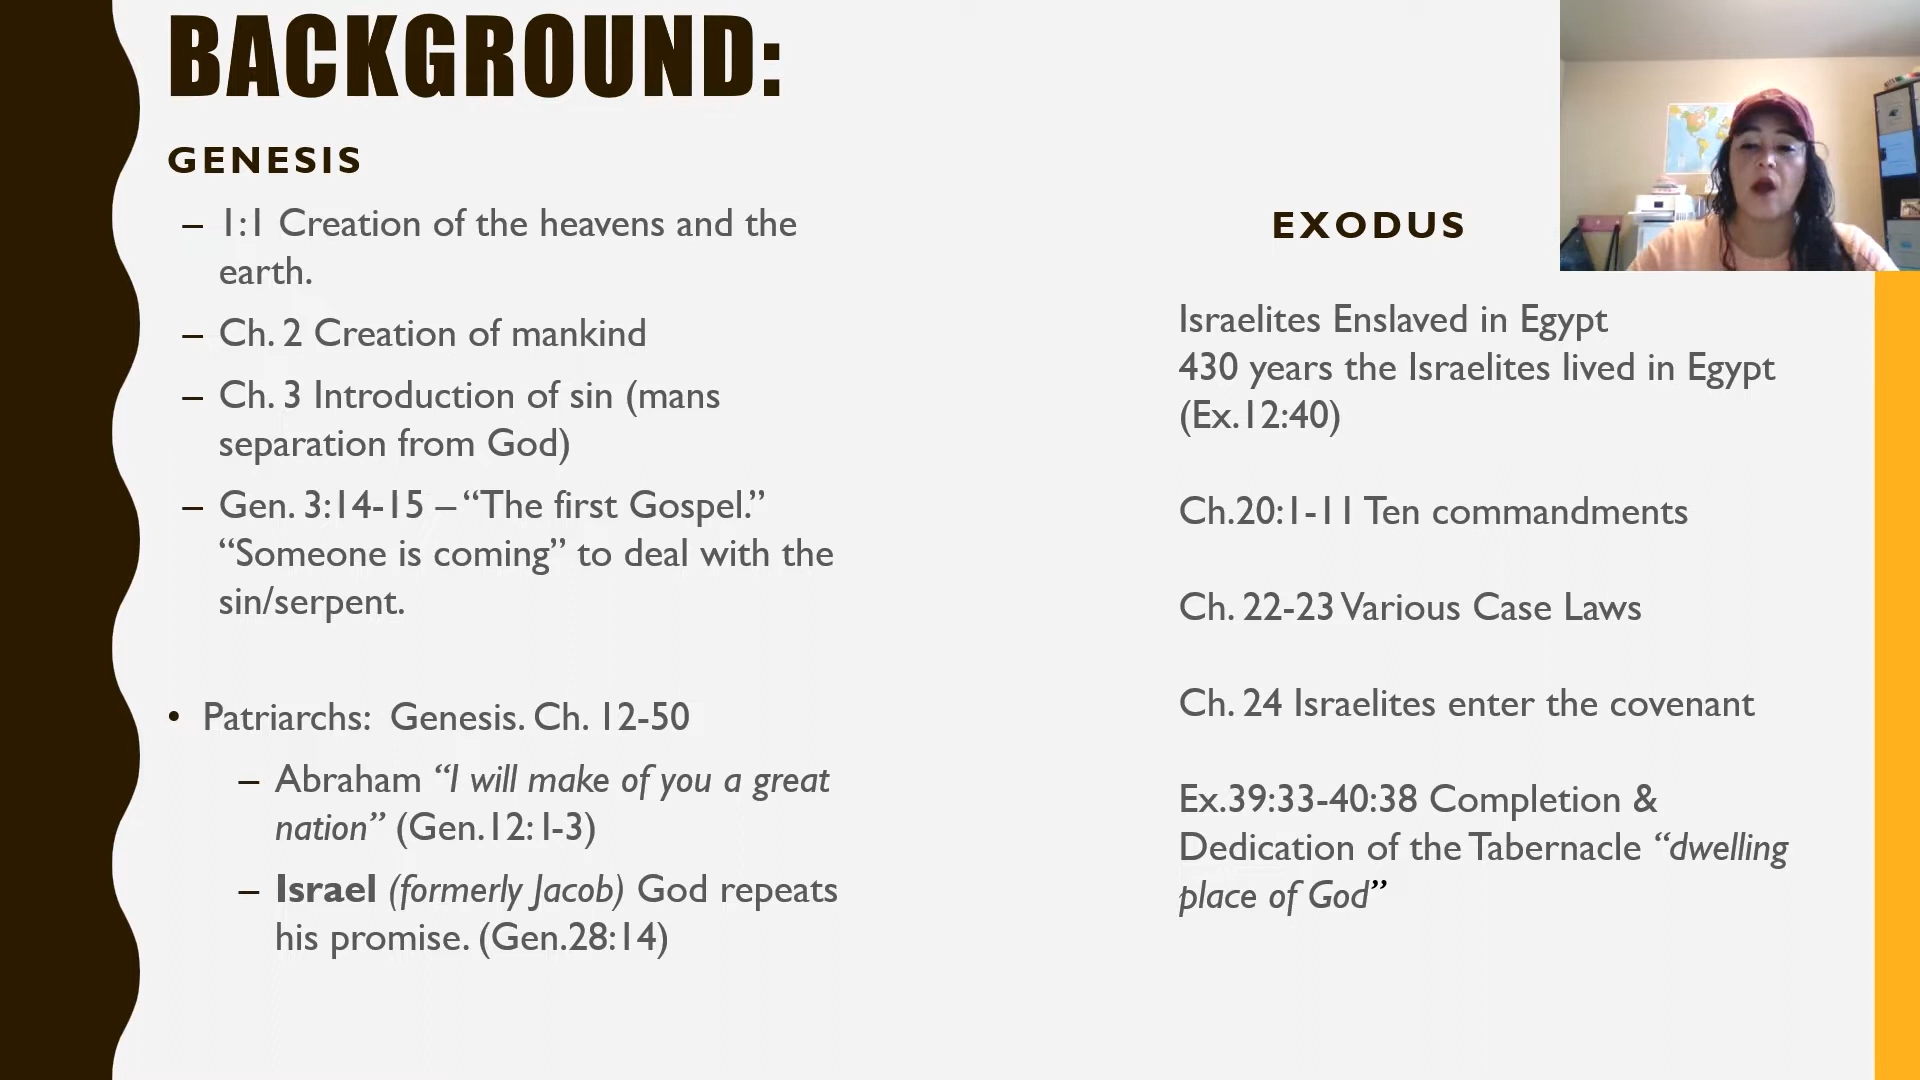 BACKGROUND:
GENESIS
– 1:1 Creation of the heavens and the
earth.
– Ch. 2 Creation of mankind
– Ch. 3 Introduction of sin (mans
separation from God)
– Gen. 3:14-15 – “The first Gospel.”
“Someone is coming” to deal with the
sin/serpent.
• Patriarchs: Genesis. Ch. 12-50
– Abraham “I will make of you a great
nation” (Gen.12:1-3)
– Israel (formerly Jacob) God repeats
his promise. (Gen.28:14)
EXODUS
Israelites Enslaved in Egypt
430 years the Israelites lived in Egypt
(Ex.12:40)
Ch.20:1-11 Ten commandments
Ch. 22-23 Various Case Laws
Ch. 24 Israelites enter the covenant
Ex.39:33-40:38 Completion &
Dedication of the Tabernacle “dwelling
place of God”